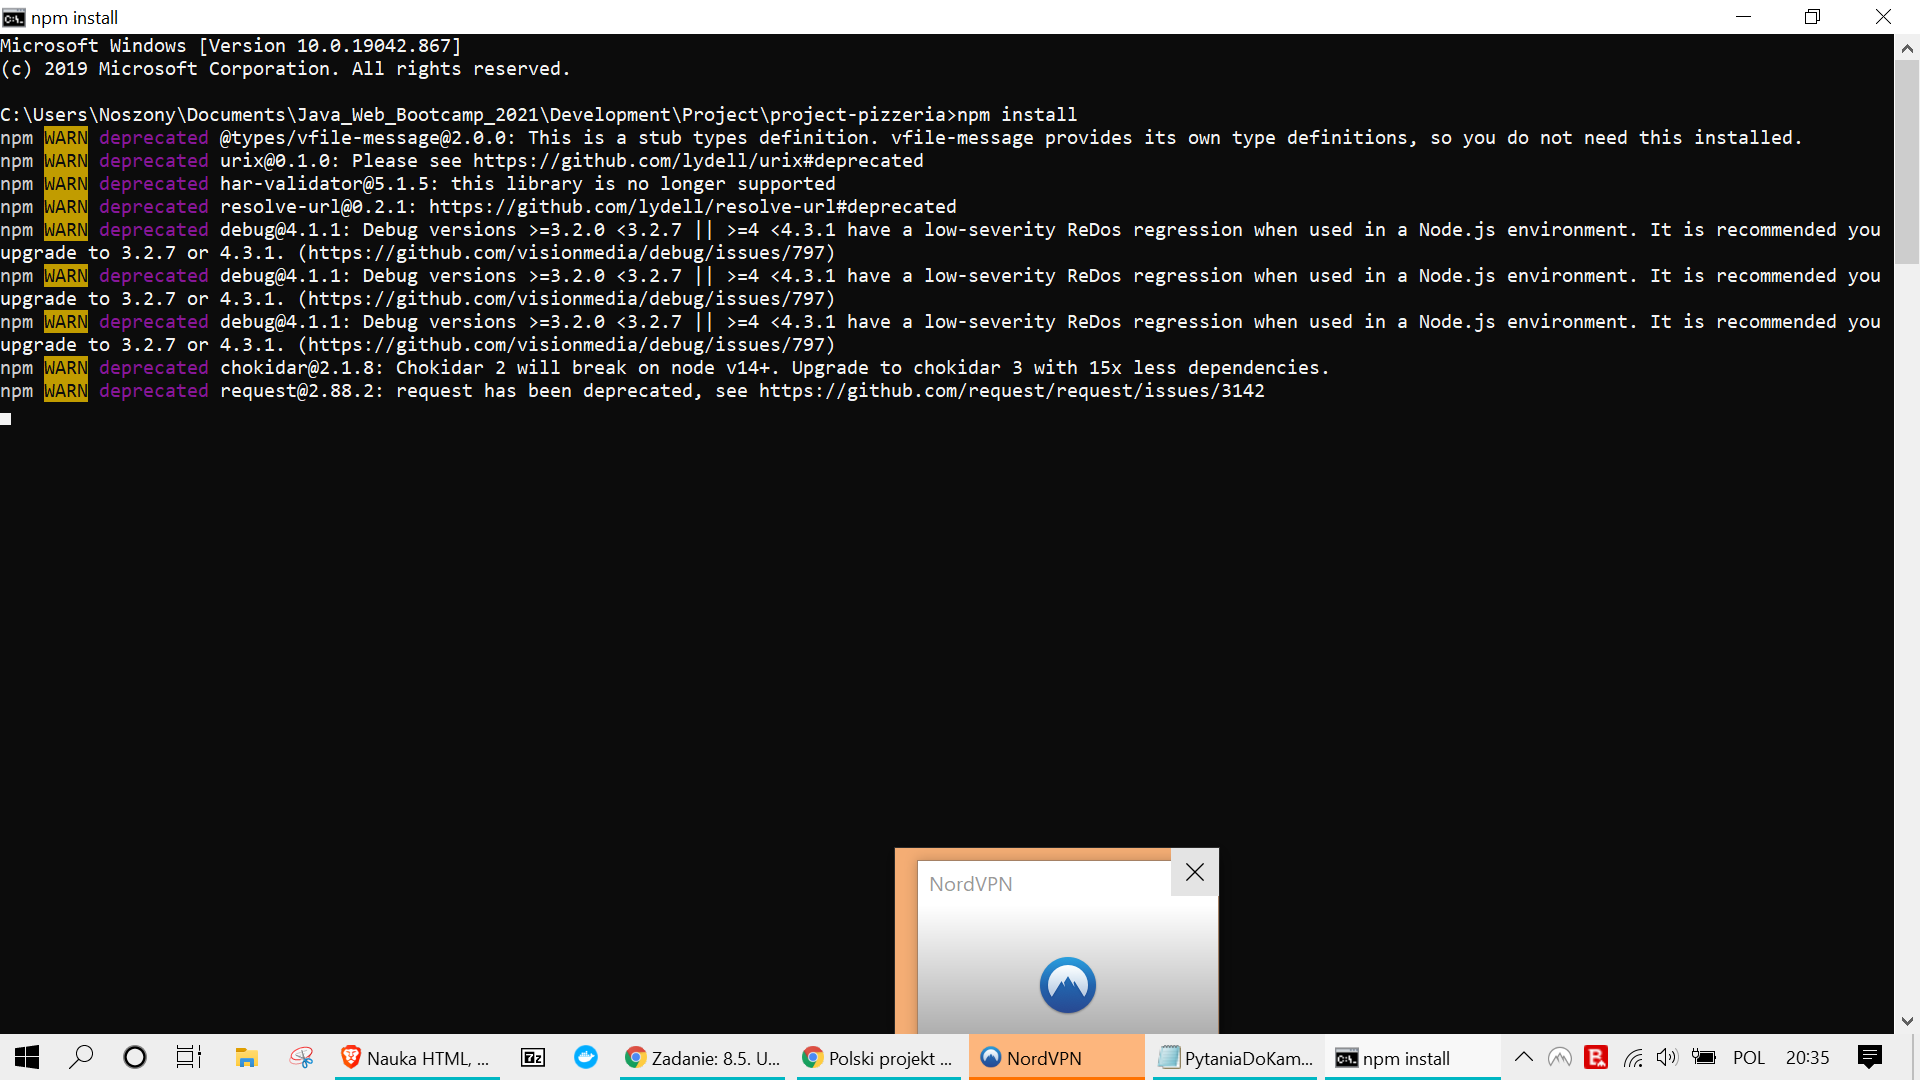 npm install
Microsoft Windows [Version 10.0.19042.867]
(c) 2019 Microsoft Corporation. All rights reserved.
C:\Users\Noszony\Documents\Java_Web_Bootcamp_2021\Development\Project\project-pizzeria>npm install
npm WARN deprecated @types/vfile-message@2.0.0: This is a stub types definition. vfile-message provides its own type definitions, so you do not need this installed.
npm WARN deprecated urix@0.1.0: Please see https://github.com/lydell/urix#deprecated
npm WARN deprecated har-validator@5.1.5: this library is no longer supported
npm WARN deprecated resolve-url@0.2.1: https://github.com/lydell/resolve-url#deprecated
npm WARN deprecated debug@4.1.1: Debug versions >=3.2.0 <3.2.7 || >=4 <4.3.1 have a low-severity ReDos regression when used in a Node.js environment. It is recommended you
upgrade to 3.2.7 or 4.3.1. (https://github.com/visionmedia/debug/issues/797)
npm WARN deprecated debug@4.1.1: Debug versions >=3.2.0 <3.2.7 || >=4 <4.3.1 have a low-severity ReDos regression when used in a Node.js environment. It is recommended you
upgrade to 3.2.7 or 4.3.1. (https://github.com/visionmedia/debug/issues/797)
npm WARN deprecated debug@4.1.1: Debug versions >=3.2.0 <3.2.7 || >=4 <4.3.1 have a low-severity ReDos regression when used in a Node.js environment. It is recommended you
upgrade to 3.2.7 or 4.3.1. (https://github.com/visionmedia/debug/issues/797)
npm WARN deprecated chokidar@2.1.8: Chokidar 2 will break on node v14+. Upgrade to chokidar 3 with 15x less dependencies.
npm WARN deprecated request@2.88.2: request has been deprecated, see https://github.com/request/request/issues/3142
NordVPN
Nauka HTML, ... 7z Zadanie: 8.5. U... Polski projekt ... NordVPN PytaniaDoKam... npm install B POL 20:35